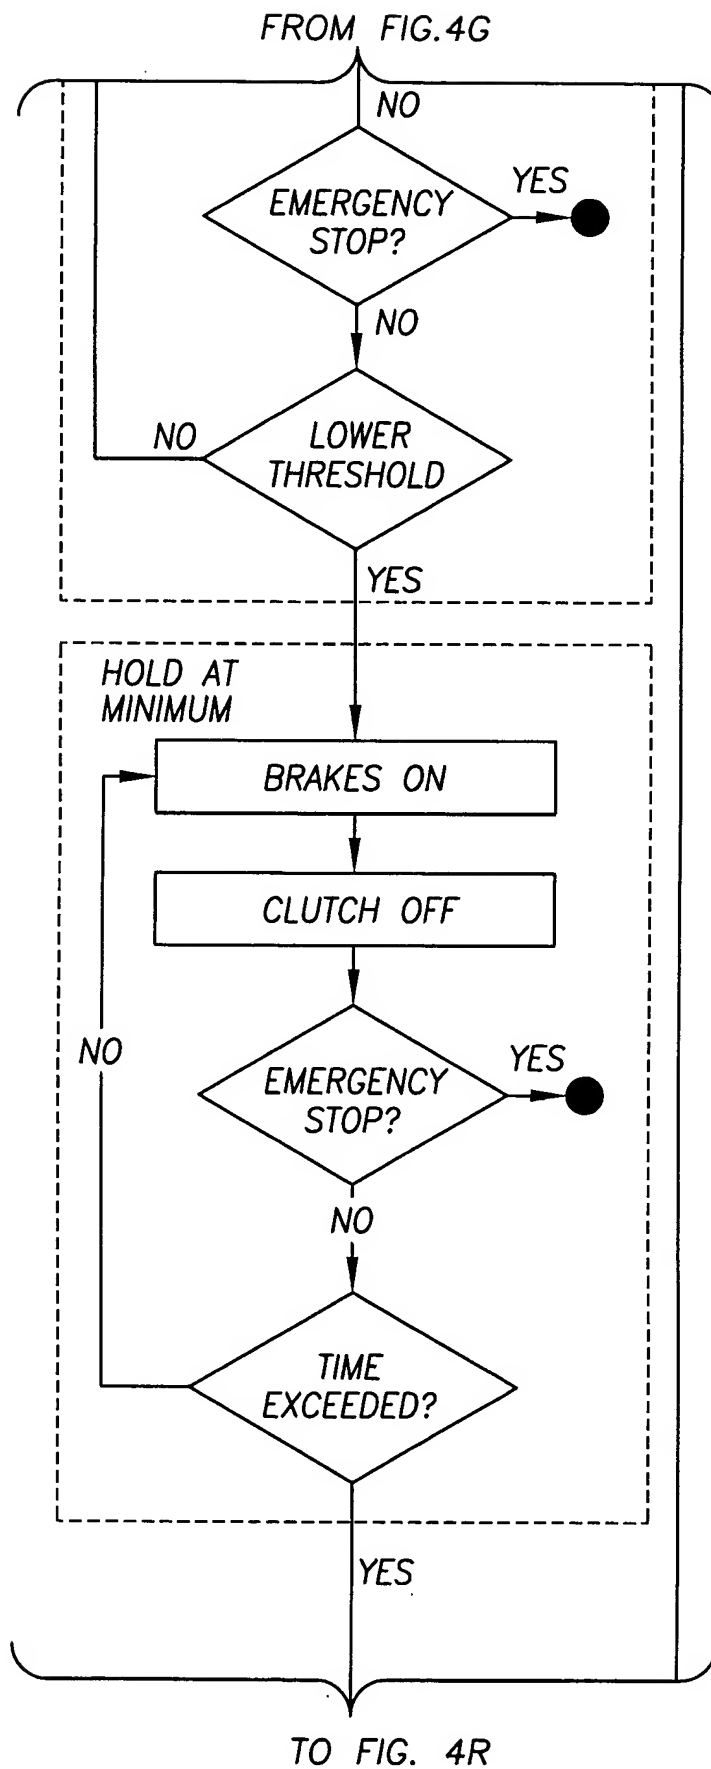 FROM FIG.4G
NO
EMERGENCY
STOP?
YES
NO
LOWER
THRESHOLD
NO
YES
HOLD AT
MINIMUM
BRAKES ON
CLUTCH OFF
NO
EMERGENCY
STOP?
YES
NO
TIME
EXCEEDED?
YES
TO FIG. 4R